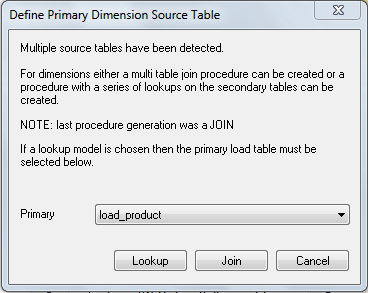 Define Primary Dimension Source Table
Multiple source tables have been detected.
For dimensions either a multi table join procedure can be created or a
procedure with a series of lookups on the secondary tables can be
created.
NOTE: last procedure generation was a JOIN
If a lookup model is chosen then the primary load table must be
selected below.
Primary
load_product
Lookup
Join
Cancel